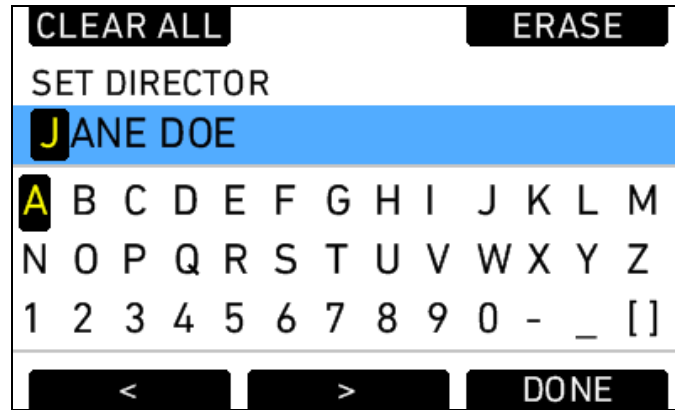 CLEAR ALL ERASE
SET DIRECTOR
JANE DOE
A B C D E F G H I J K L M
N O P Q R S T U V W X Y Z
1 2 3 4 5 6 7 8 9 0 - _ [ ]
< > DONE